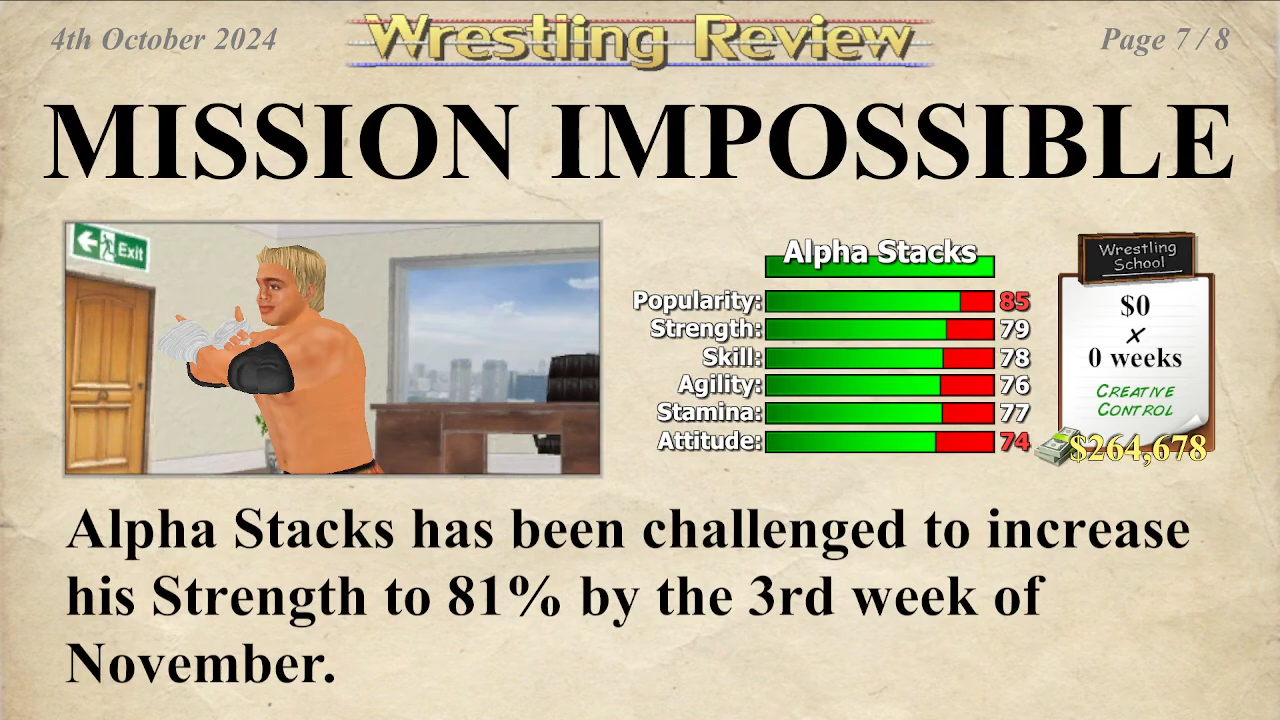 4th October 2024
Wrestling Review
Page 7 / 8
MISSION IMPOSSIBLE
Exit
Alpha Stacks
Popularity: 85
Strength: 79
Skill: 78
Agility: 76
Stamina: 77
Attitude: 74
Wrestling
School
$0
x
0 weeks
CREATIVE
CONTROL
$264,678
Alpha Stacks has been challenged to increase
his Strength to 81% by the 3rd week of
November.